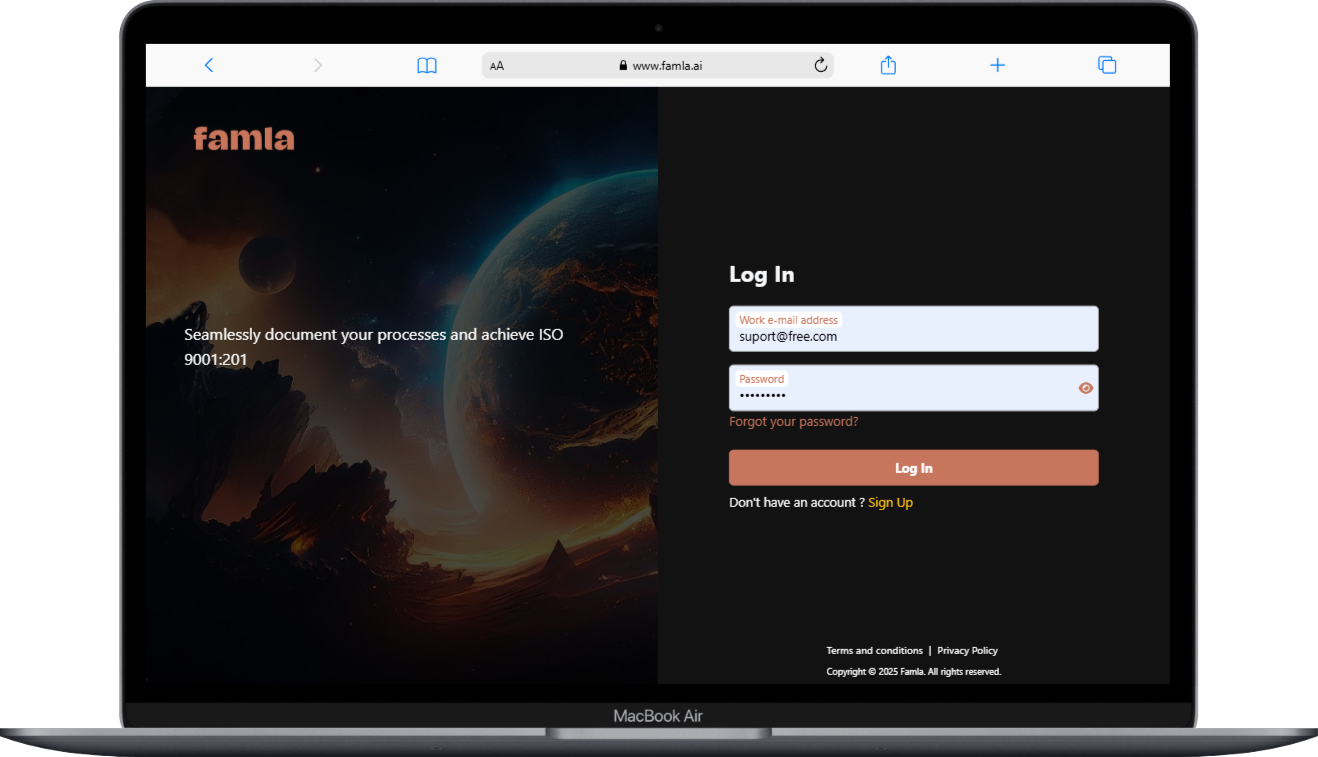 AA
www.famla.ai
famla
Seamlessly document your processes and achieve ISO
9001:201
Log In
Work e-mail address
suport@free.com
Password
•••••••••
Forgot your password?
Log In
Don't have an account ? Sign Up
Terms and conditions | Privacy Policy
Copyright © 2025 Famla. All rights reserved.
MacBook Air